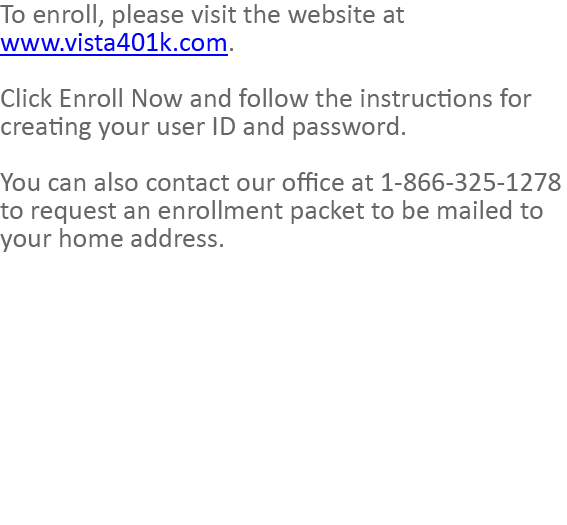 To enroll, please visit the website at
www.vista401k.com.
Click Enroll Now and follow the instructions for
creating your user ID and password.
You can also contact our office at 1-866-325-1278
to request an enrollment packet to be mailed to
your home address.